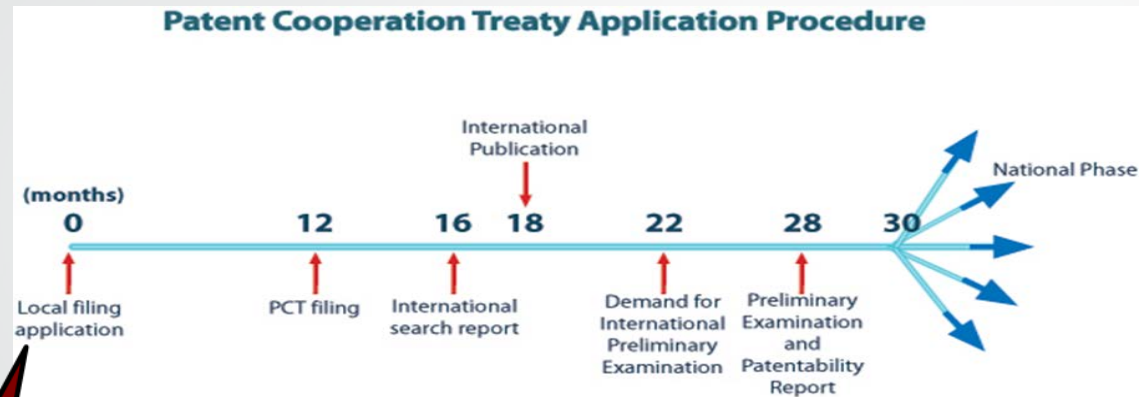 Patent Cooperation Treaty Application Procedure
International
Publication
National Phase
(months)
0 12 16 18 22 28 30
Local filing
application
PCT filing
International
search report
Demand for
International
Preliminary
Examination
Preliminary
Examination
and
Patentability
Report